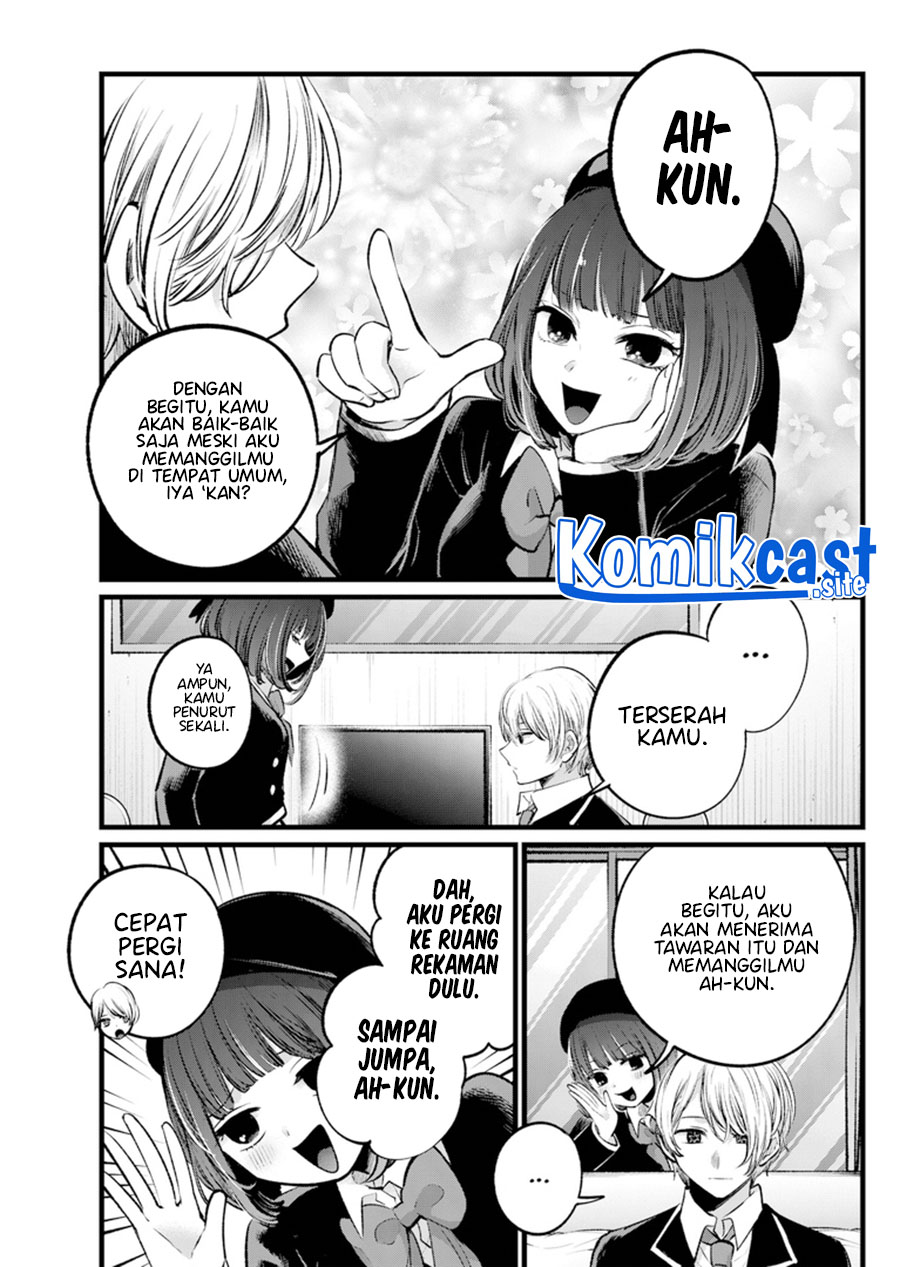 AH-
KUN.
DENGAN
BEGITU, KAMU
AKAN BAIK-BAIK
SAJA MESKI AKU
MEMANGGILMU
DI TEMPAT UMUM,
IYA 'KAN?
Komikcast
.site
...
TERSERAH
KAMU.
YA
AMPUN,
KAMU
PENURUT
SEKALI.
KALAU
BEGITU, AKU
AKAN MENERIMA
TAWARAN ITU DAN
MEMANGGILMU
AH-KUN.
...
DAH,
AKU PERGI
KE RUANG
REKAMAN
DULU.
SAMPAI
JUMPA,
AH-KUN.
CEPAT
PERGI
SANA!